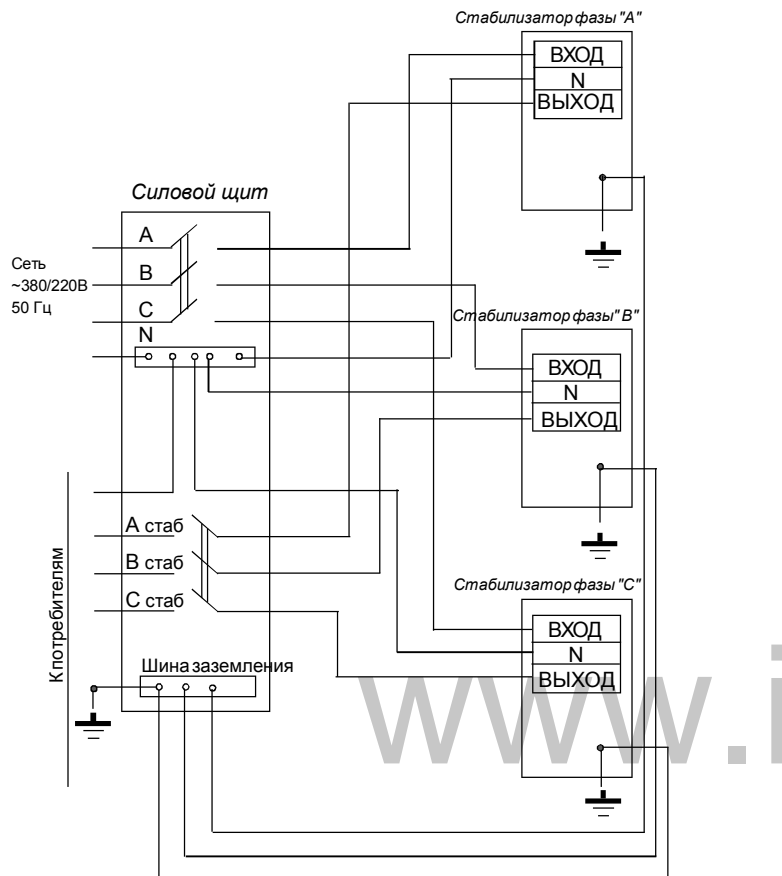 Стабилизатор фазы "А"
ВХОД
N
ВЫХОД
Силовой щит
A
B
C
N
Сеть
~380/220В
50 Гц
Стабилизатор фазы" В"
ВХОД
N
ВЫХОД
К потребителям
А стаб
В стаб
С стаб
Шина заземления
Стабилизатор фазы "С"
ВХОД
N
ВЫХОД
www.i